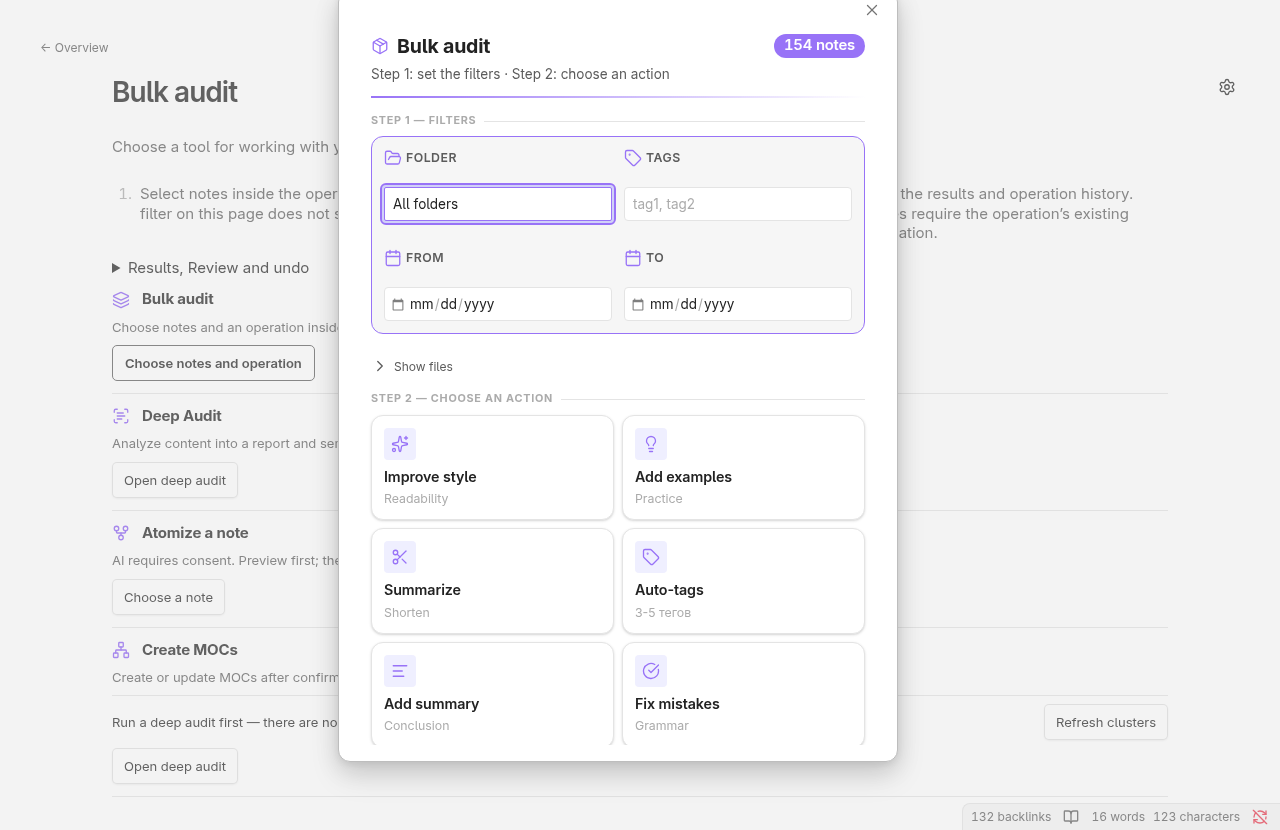 ← Overview
Bulk audit
Choose a tool for working with
Select notes inside the
the results and operation history.
filter on this page does not
require the operation's existing
Results, Review and undo
Bulk audit
Choose notes and an operation
Choose notes and operation
Deep Audit
Analyze content into a report and
Open deep audit
Atomize a note
AI requires consent. Preview first;
Choose a note
Create MOCs
Create or update MOCs after
Run a deep audit first — there are no
Refresh clusters
Open deep audit
Bulk audit
154 notes
Step 1: set the filters · Step 2: choose an action
STEP 1 — FILTERS
FOLDER
TAGS
All folders
tag1, tag2
FROM
TO
mm/dd/yyyy
mm/dd/yyyy
Show files
STEP 2 — CHOOSE AN ACTION
Improve style
Readability
Add examples
Practice
Summarize
Shorten
Auto-tags
3-5 тегов
Add summary
Conclusion
Fix mistakes
Grammar
132 backlinks
16 words
123 characters